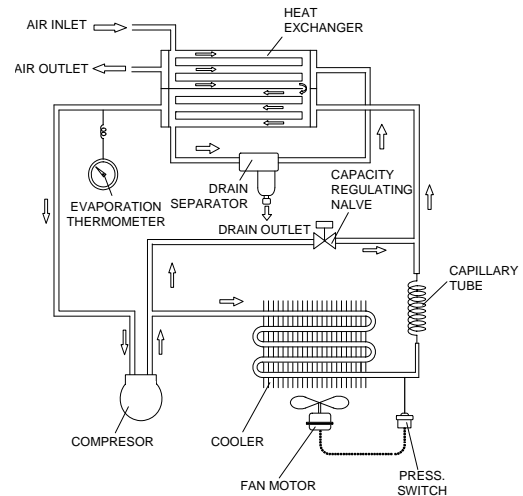 HEAT
EXCHANGER
AIR INLET
AIR OUTLET
DRAIN
SEPARATOR
CAPACITY
REGULATING
NALVE
EVAPORATION
THERMOMETER
DRAIN OUTLET
CAPILLARY
TUBE
COMPRESOR
COOLER
FAN MOTOR
PRESS.
SWITCH